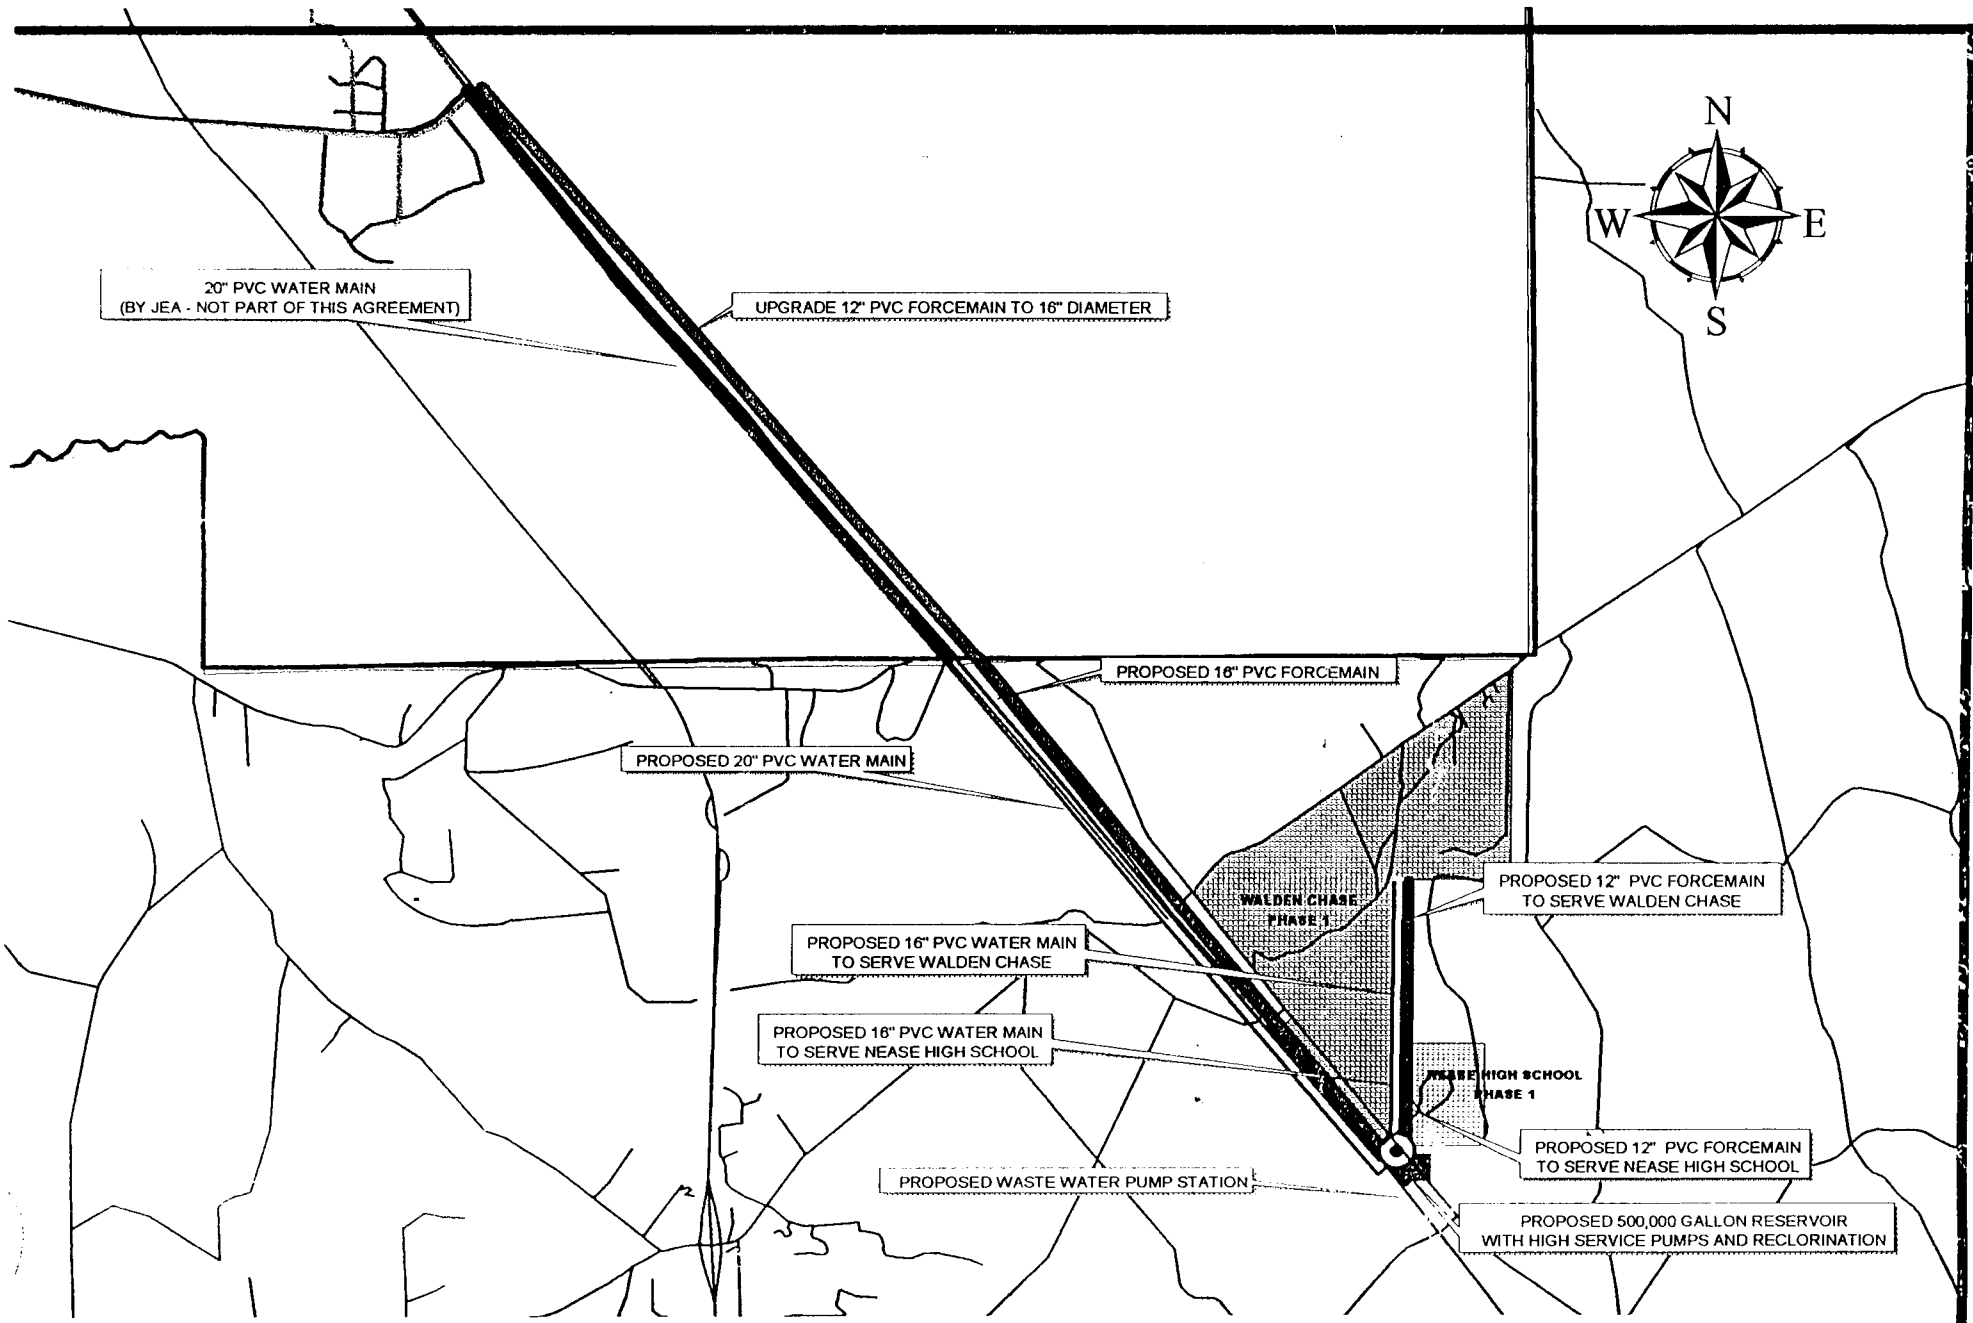 N
W E
S
20" PVC WATER MAIN
(BY JEA - NOT PART OF THIS AGREEMENT)
UPGRADE 12" PVC FORCEMAIN TO 16" DIAMETER
PROPOSED 16" PVC FORCEMAIN
PROPOSED 20" PVC WATER MAIN
PROPOSED 12" PVC FORCEMAIN
TO SERVE WALDEN CHASE
WALDEN CHASE
PHASE 1
PROPOSED 16" PVC WATER MAIN
TO SERVE WALDEN CHASE
PROPOSED 16" PVC WATER MAIN
TO SERVE NEASE HIGH SCHOOL
NEASE HIGH SCHOOL
PHASE 1
PROPOSED 12" PVC FORCEMAIN
TO SERVE NEASE HIGH SCHOOL
PROPOSED WASTE WATER PUMP STATION
PROPOSED 500,000 GALLON RESERVOIR
WITH HIGH SERVICE PUMPS AND RECLORINATION